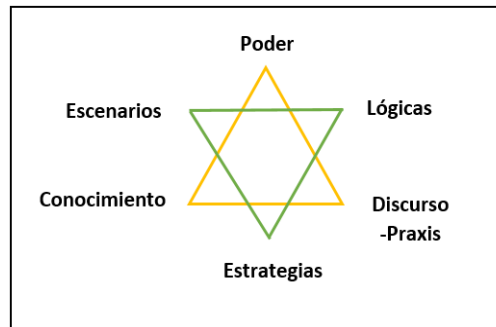 Poder
Escenarios
Lógicas
Conocimiento
Discurso
-Praxis
Estrategias